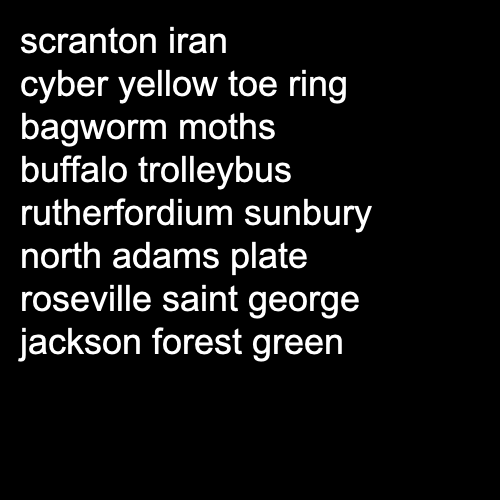 scranton iran
cyber yellow toe ring
bagworm moths
buffalo trolleybus
rutherfordium sunbury
north adams plate
roseville saint george
jackson forest green